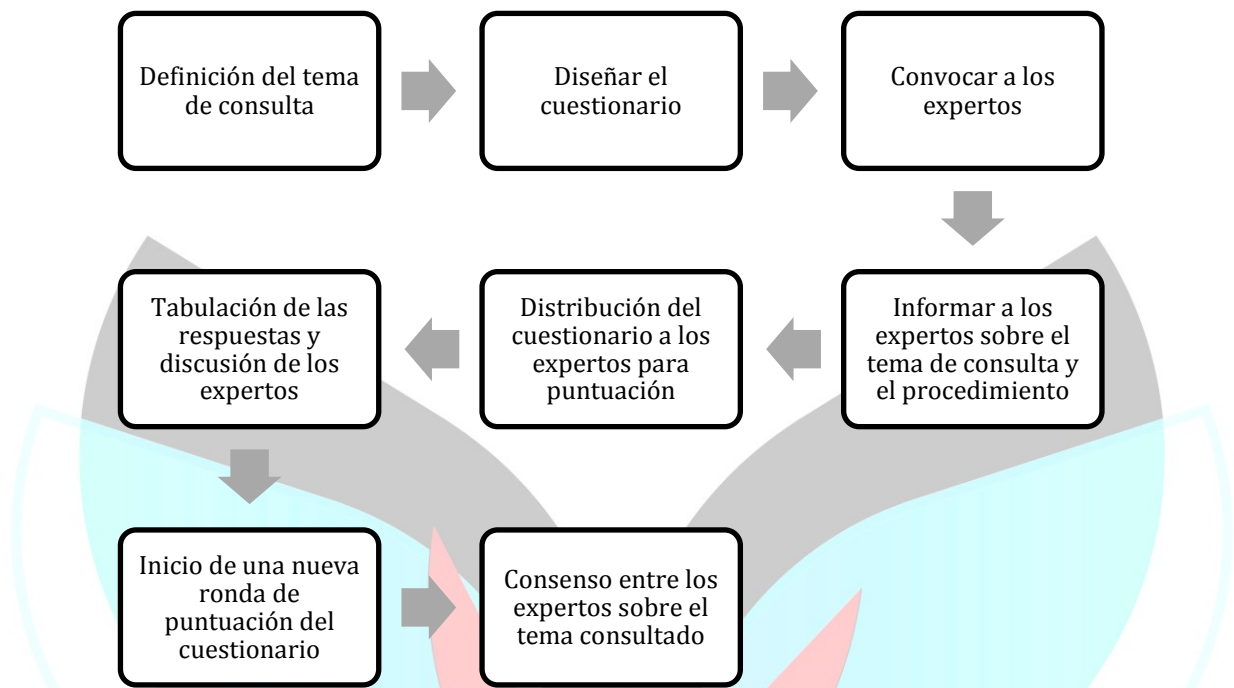 Definición del tema
de consulta
Diseñar el
cuestionario
Convocar a los
expertos
Informar a los
expertos sobre el
tema de consulta y
el procedimiento
Distribución del
cuestionario a los
expertos para
puntuación
Tabulación de las
respuestas y
discusión de los
expertos
Inicio de una nueva
ronda de
puntuación del
cuestionario
Consenso entre los
expertos sobre el
tema consultado